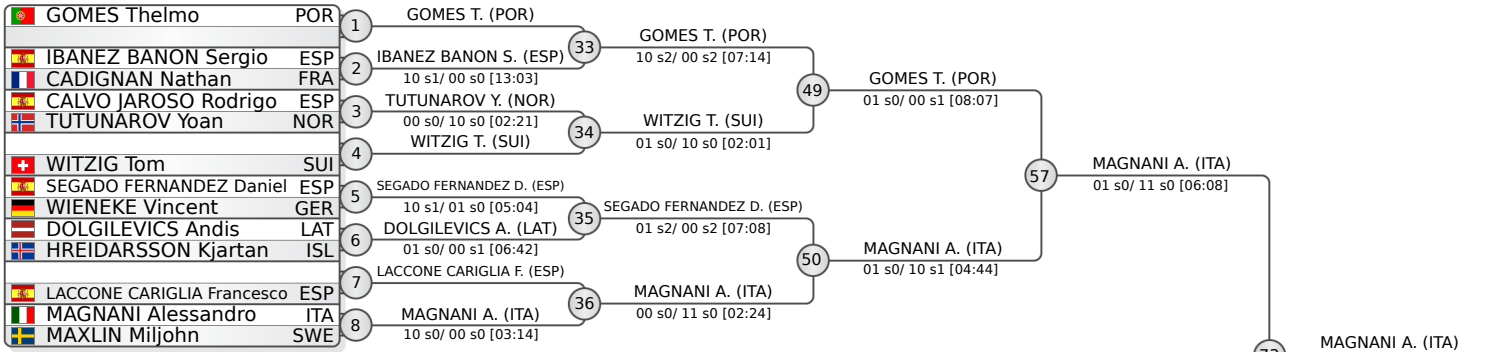 GOMES Thelmo POR
IBANEZ BANON Sergio ESP
CADIGNAN Nathan FRA
CALVO JAROSO Rodrigo ESP
TUTUNAROV Yoan NOR
WITZIG Tom SUI
SEGADO FERNANDEZ Daniel ESP
WIENEKE Vincent GER
DOLGILEVICS Andis LAT
HREIDARSSON Kjartan ISL
LACCONE CARIGLIA Francesco ESP
MAGNANI Alessandro ITA
MAXLIN Miljohn SWE
1
2
3
4
5
6
7
8
GOMES T. (POR)
IBANEZ BANON S. (ESP)
10 s1/ 00 s0 [13:03]
TUTUNAROV Y. (NOR)
00 s0/ 10 s0 [02:21]
WITZIG T. (SUI)
SEGADO FERNANDEZ D. (ESP)
10 s1/ 01 s0 [05:04]
DOLGILEVICS A. (LAT)
01 s0/ 00 s1 [06:42]
LACCONE CARIGLIA F. (ESP)
MAGNANI A. (ITA)
10 s0/ 00 s0 [03:14]
33
34
35
36
GOMES T. (POR)
10 s2/ 00 s2 [07:14]
WITZIG T. (SUI)
01 s0/ 10 s0 [02:01]
SEGADO FERNANDEZ D. (ESP)
01 s2/ 00 s2 [07:08]
MAGNANI A. (ITA)
00 s0/ 11 s0 [02:24]
49
50
GOMES T. (POR)
01 s0/ 00 s1 [08:07]
MAGNANI A. (ITA)
01 s0/ 10 s1 [04:44]
57
MAGNANI A. (ITA)
01 s0/ 11 s0 [06:08]
MAGNANI A. (ITA)